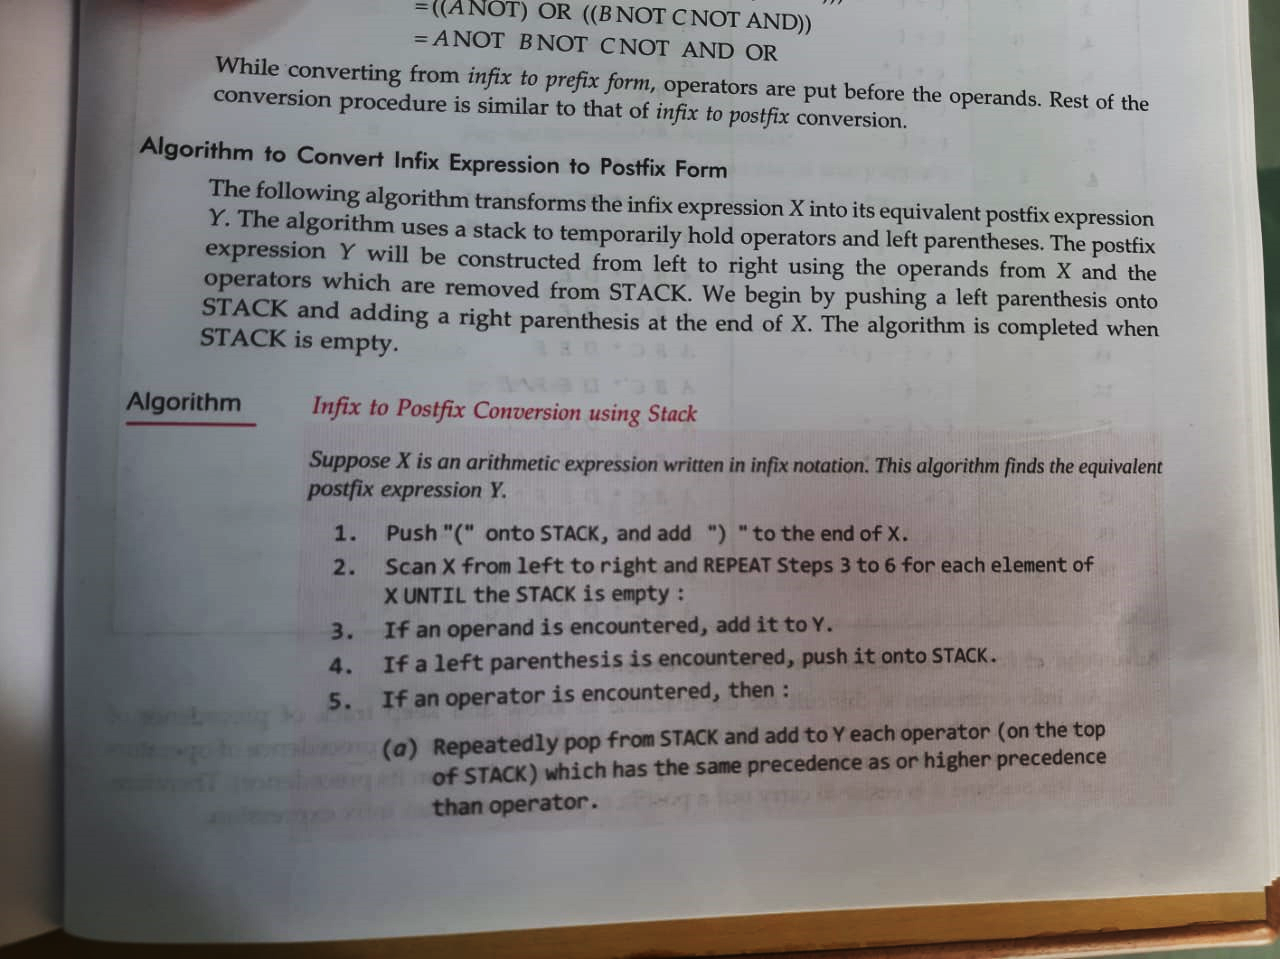 =((A NOT) OR ((B NOT C NOT AND))
= A NOT B NOT C NOT AND OR
While converting from infix to prefix form, operators are put before the operands. Rest of the
conversion procedure is similar to that of infix to postfix conversion.
Algorithm to Convert Infix Expression to Postfix Form
The following algorithm transforms the infix expression X into its equivalent postfix expression
Y. The algorithm uses a stack to temporarily hold operators and left parentheses. The postfix
expression Y will be constructed from left to right using the operands from X and the
operators which are removed from STACK. We begin by pushing a left parenthesis onto
STACK and adding a right parenthesis at the end of X. The algorithm is completed when
STACK is empty.
Algorithm
Infix to Postfix Conversion using Stack
Suppose X is an arithmetic expression written in infix notation. This algorithm finds the equivalent
postfix expression Y.
1. Push "(" onto STACK, and add ") " to the end of X.
2. Scan X from left to right and REPEAT Steps 3 to 6 for each element of
X UNTIL the STACK is empty :
3. If an operand is encountered, add it to Y.
4. If a left parenthesis is encountered, push it onto STACK.
5. If an operator is encountered, then :
(a) Repeatedly pop from STACK and add to Y each operator (on the top
of STACK) which has the same precedence as or higher precedence
than operator.